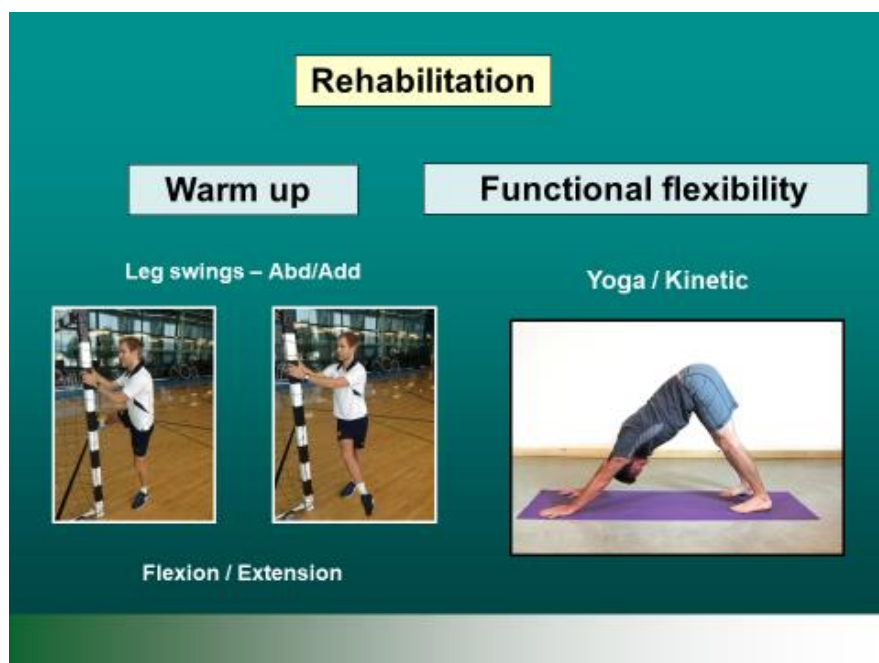 Rehabilitation
Warm up
Functional flexibility
Leg swings – Abd/Add
Yoga / Kinetic
Flexion / Extension